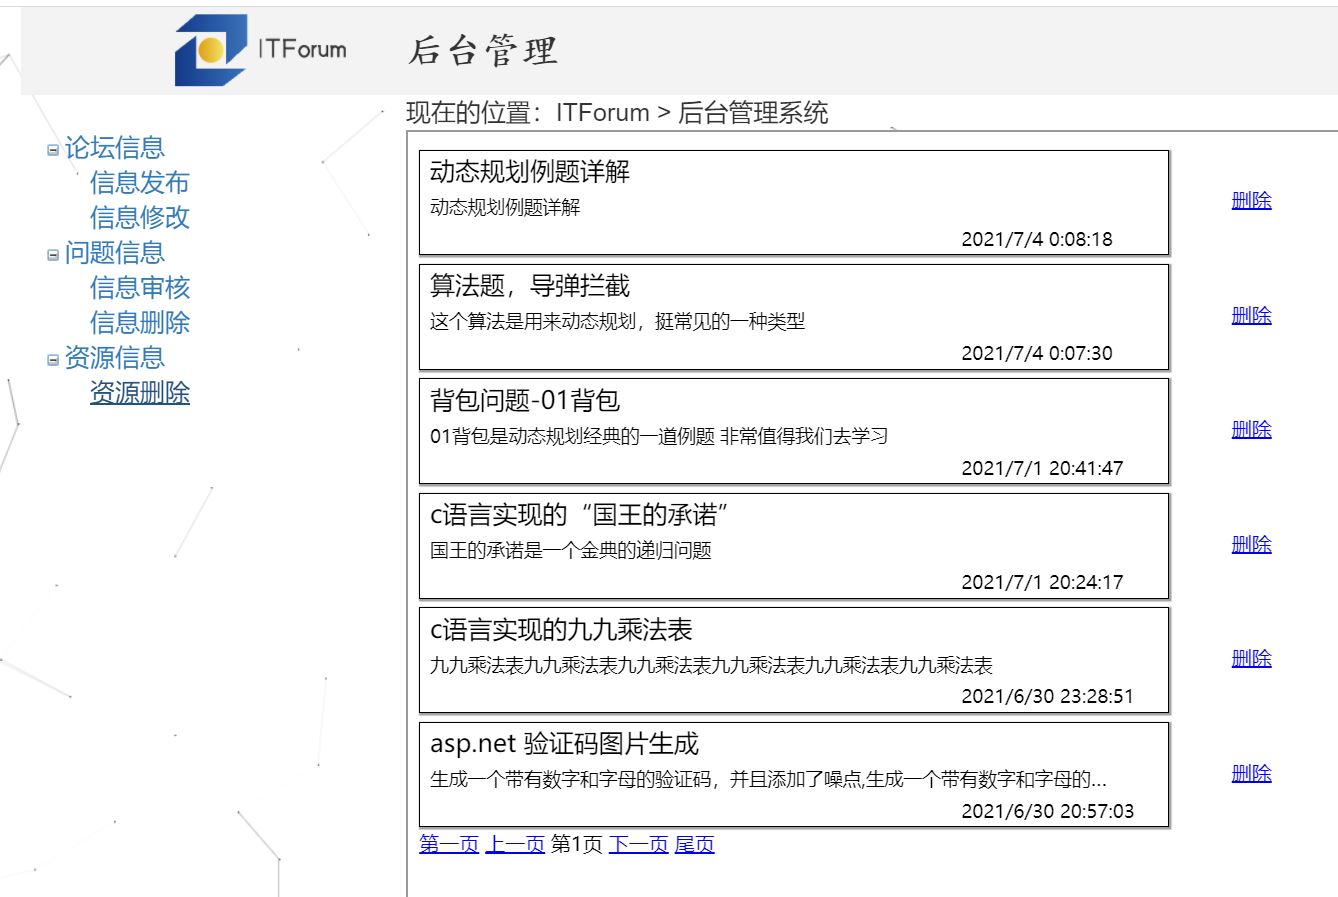 ITForum
后台管理
现在的位置：ITForum > 后台管理系统
论坛信息
信息发布
信息修改
问题信息
信息审核
信息删除
资源信息
资源删除
动态规划例题详解
动态规划例题详解
2021/7/4 0:08:18
删除
算法题，导弹拦截
这个算法是用来动态规划，挺常见的一种类型
2021/7/4 0:07:30
删除
背包问题-01背包
01背包是动态规划经典的一道例题 非常值得我们去学习
2021/7/1 20:41:47
删除
c语言实现的“国王的承诺”
国王的承诺是一个金典的递归问题
2021/7/1 20:24:17
删除
c语言实现的九九乘法表
九九乘法表九九乘法表九九乘法表九九乘法表九九乘法表九九乘法表
2021/6/30 23:28:51
删除
asp.net 验证码图片生成
生成一个带有数字和字母的验证码，并且添加了噪点,生成一个带有数字和字母的...
2021/6/30 20:57:03
删除
第一页 上一页 第1页 下一页 尾页